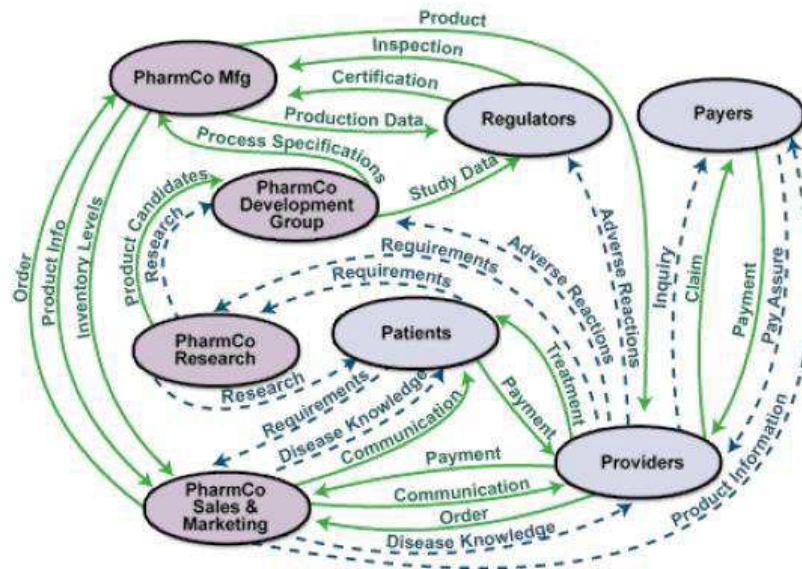 Product
Inspection
PharmCo Mfg
Certification
Production Data
Regulators
Payers
Process Specifications
Study Data
PharmCo
Development
Group
Product Candidates
Research
Order
Product Info
Inventory Levels
Requirements
Requirements
Adverse Reactions
Adverse Reactions
Inquiry
Claim
Payment
Pay Assure
PharmCo
Research
Patients
Research
Requirements
Disease Knowledge
Communication
Treatment
Payment
Payment
Communication
Order
Disease Knowledge
Providers
Product Information
PharmCo
Sales &
Marketing